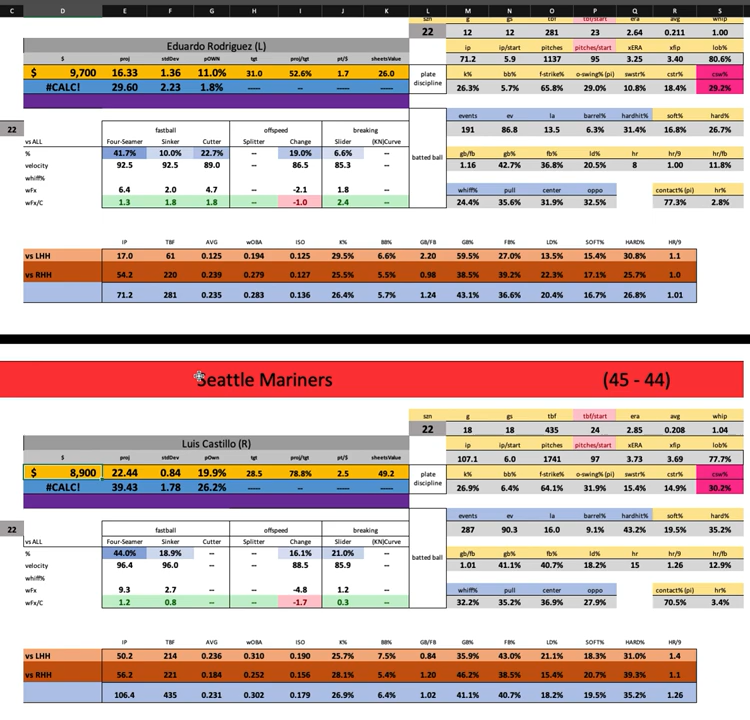 C D E F G H I J K L M N O P Q R S
szn g gs tbf tbf/start era avg whip
22 12 12 281 23 2.64 0.211 1.00
Eduardo Rodriguez (L) ip ip/start pitches pitches/start xERA xfip lob%
$ proj stdDev pOWN tgt proj/tgt pt/$ sheetsValue 71.2 5.9 1137 95 3.25 3.40 80.6%
$ 9,700 16.33 1.36 11.0% 31.0 52.6% 1.7 26.0 plate discipline k% bb% f-strike% o-swing% (pi) swstr% cstr% csw%
#CALC! 29.60 2.23 1.8% ---- -- ---- 26.3% 5.7% 65.8% 29.0% 10.8% 18.4% 29.2%
events ev la barrel% hardhit% soft% hard%
22 fastball offspeed breaking 191 86.8 13.5 6.3% 31.4% 16.8% 26.7%
vs ALL Four-Seamer Sinker Cutter Splitter Change Slider (KN)Curve
% 41.7% 10.0% 22.7% -- 19.0% 6.6% -- batted ball gb/fb gb% fb% ld% hr hr/9 hr/fb
velocity 92.5 92.5 89.0 -- 86.5 85.3 -- 1.16 42.7% 36.8% 20.5% 8 1.00 11.8%
whiff%
wFx 6.4 2.0 4.7 -- -2.1 1.8 -- whiff% pull center oppo contact% (pi) hr%
wFx/C 1.3 1.8 1.8 -- -1.0 2.4 -- 24.4% 35.6% 31.9% 32.5% 77.3% 2.8%
IP TBF AVG wOBA ISO K% BB% GB/FB GB% FB% LD% SOFT% HARD% HR/9
vs LHH 17.0 61 0.125 0.194 0.125 29.5% 6.6% 2.20 59.5% 27.0% 13.5% 15.4% 30.8% 1.1
vs RHH 54.2 220 0.239 0.279 0.127 25.5% 5.5% 0.98 38.5% 39.2% 22.3% 17.1% 25.7% 1.0
71.2 281 0.235 0.283 0.136 26.4% 5.7% 1.24 43.1% 36.6% 20.4% 16.7% 26.8% 1.01
Seattle Mariners (45 - 44)
szn g gs tbf tbf/start era avg whip
22 18 18 435 24 2.85 0.208 1.04
Luis Castillo (R) ip ip/start pitches pitches/start xERA xfip lob%
$ proj stdDev pOwn tgt proj/tgt pt/$ sheetsValue 107.1 6.0 1741 97 3.73 3.69 77.7%
$ 8,900 22.44 0.84 19.9% 28.5 78.8% 2.5 49.2 plate discipline k% bb% f-strike% o-swing% (pi) swstr% cstr% csw%
#CALC! 39.43 1.78 26.2% ---- -- ---- 26.9% 6.4% 64.1% 31.9% 15.4% 14.9% 30.2%
events ev la barrel% hardhit% soft% hard%
22 fastball offspeed breaking 287 90.3 16.0 9.1% 43.2% 19.5% 35.2%
vs ALL Four-Seamer Sinker Cutter Splitter Change Slider (KN)Curve
% 44.0% 18.9% -- -- 16.1% 21.0% -- batted ball gb/fb gb% fb% ld% hr hr/9 hr/fb
velocity 96.4 96.0 -- -- 88.5 85.9 -- 1.01 41.1% 40.7% 18.2% 15 1.26 12.9%
whiff%
wFx 9.3 2.7 -- -- -4.8 1.2 -- whiff% pull center oppo contact% (pi) hr%
wFx/C 1.2 0.8 -- -- -1.7 0.3 -- 32.2% 35.2% 36.9% 27.9% 70.5% 3.4%
IP TBF AVG wOBA ISO K% BB% GB/FB GB% FB% LD% SOFT% HARD% HR/9
vs LHH 50.2 214 0.236 0.310 0.190 25.7% 7.5% 0.84 35.9% 43.0% 21.1% 18.3% 31.0% 1.4
vs RHH 56.2 221 0.184 0.252 0.156 28.1% 5.4% 1.20 46.2% 38.5% 15.4% 20.7% 39.3% 1.1
106.4 435 0.231 0.302 0.179 26.9% 6.4% 1.02 41.1% 40.7% 18.2% 19.5% 35.2% 1.26